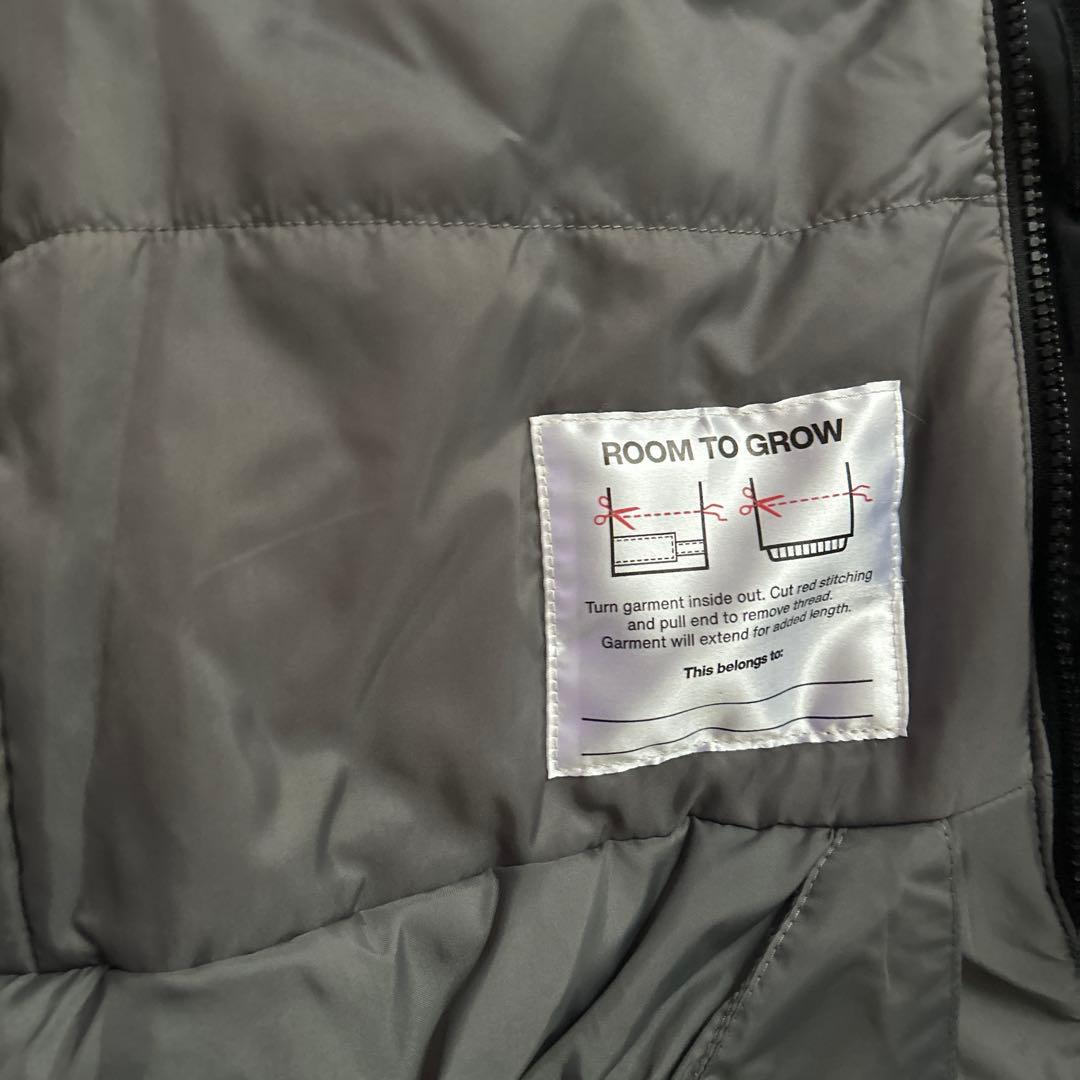 ROOM TO GROW
Turn garment inside out. Cut red stitching
and pull end to remove thread.
Garment will extend for added length.
This belongs to: